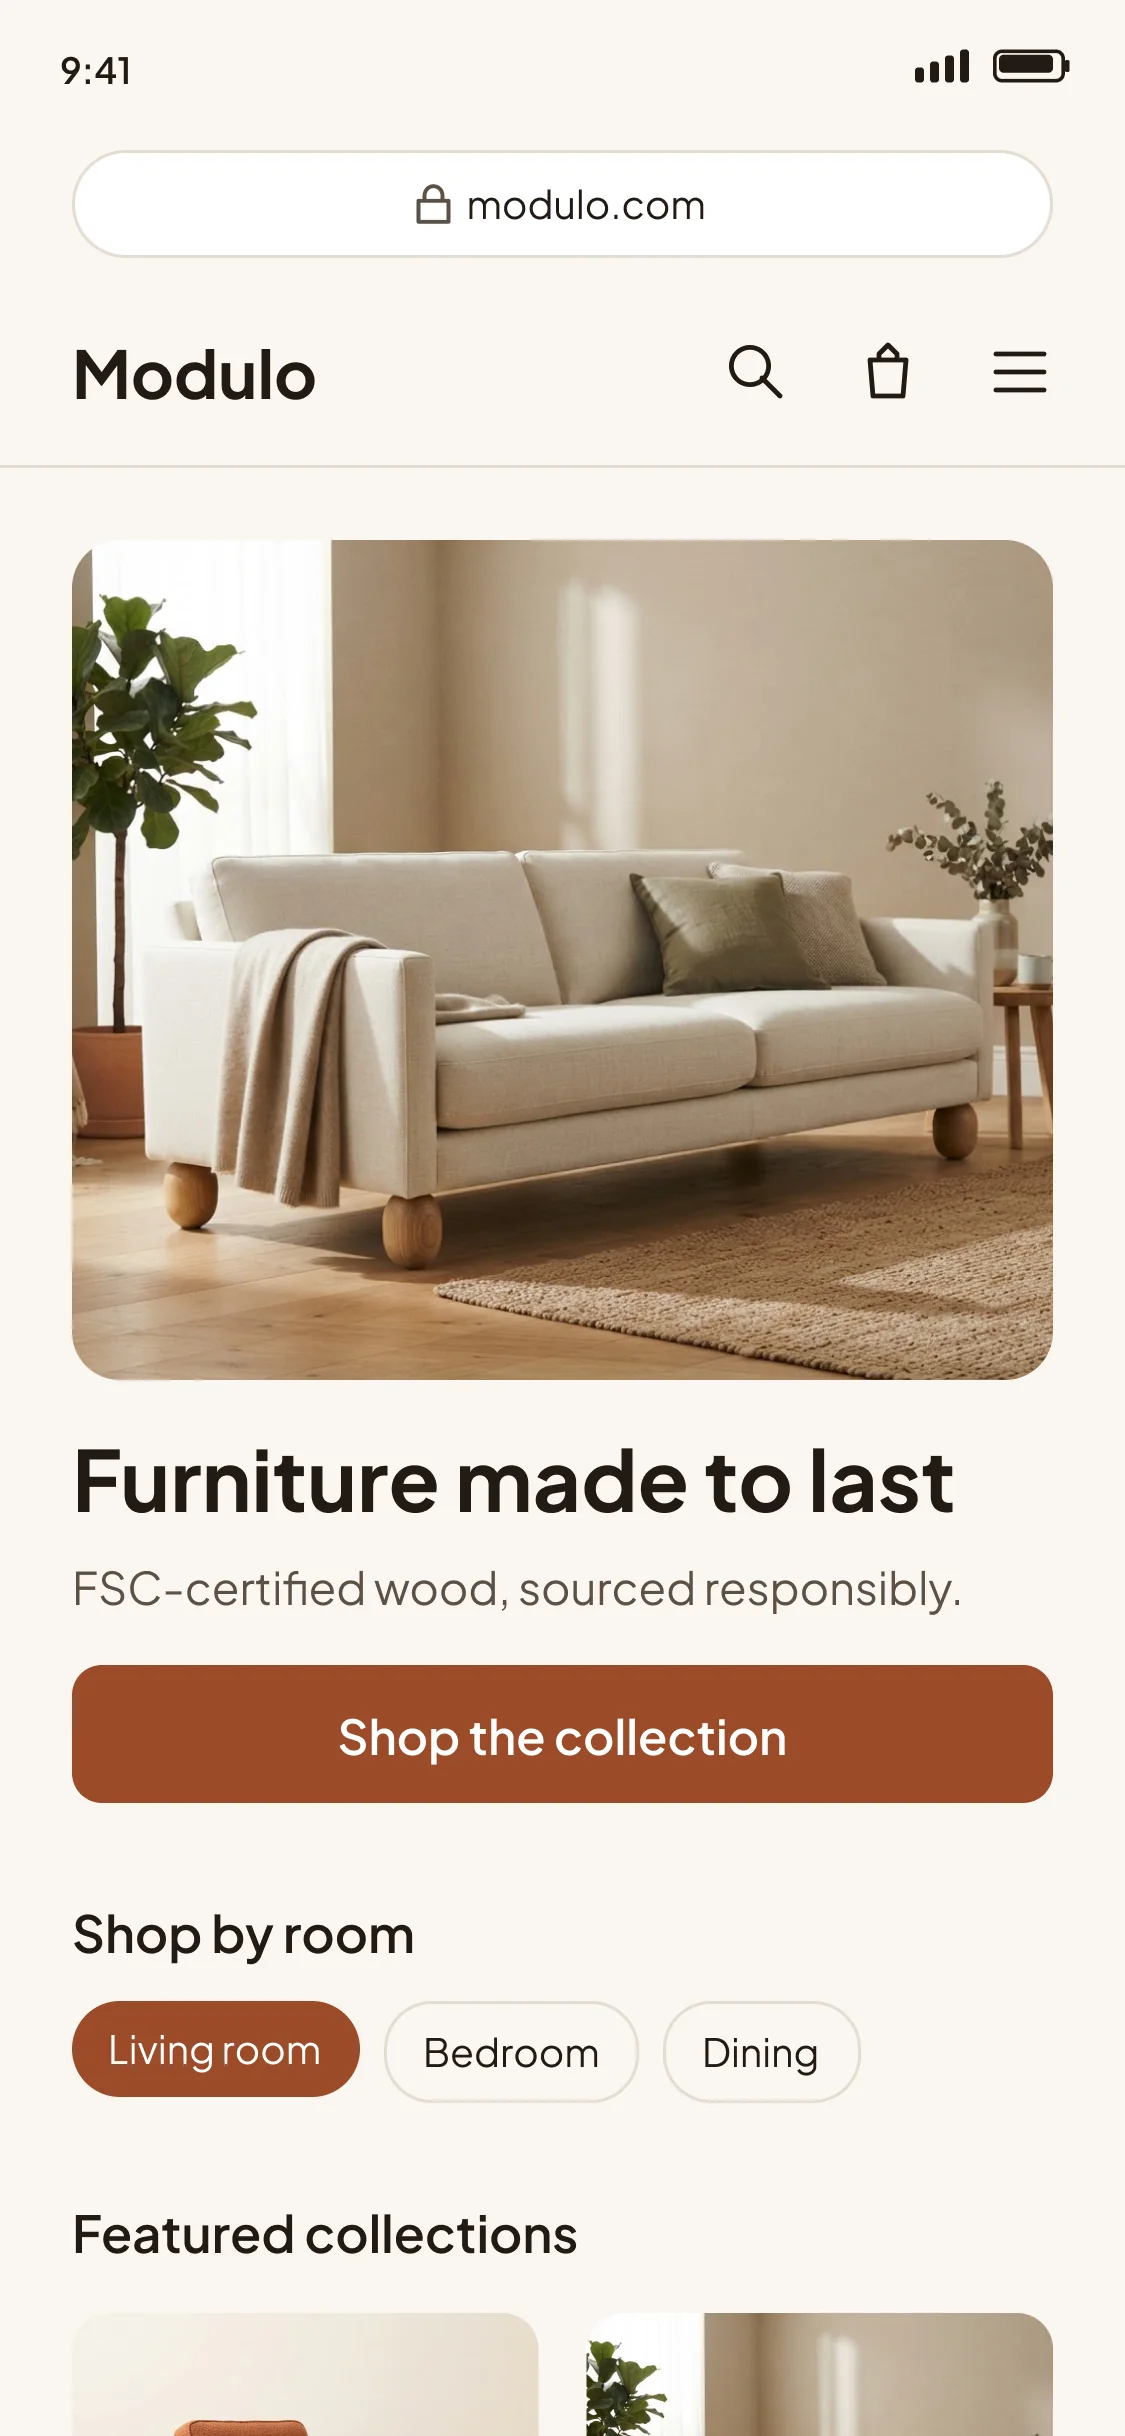 9:41
modulo.com
Modulo
Furniture made to last
FSC-certified wood, sourced responsibly.
Shop the collection
Shop by room
Living room
Bedroom
Dining
Featured collections